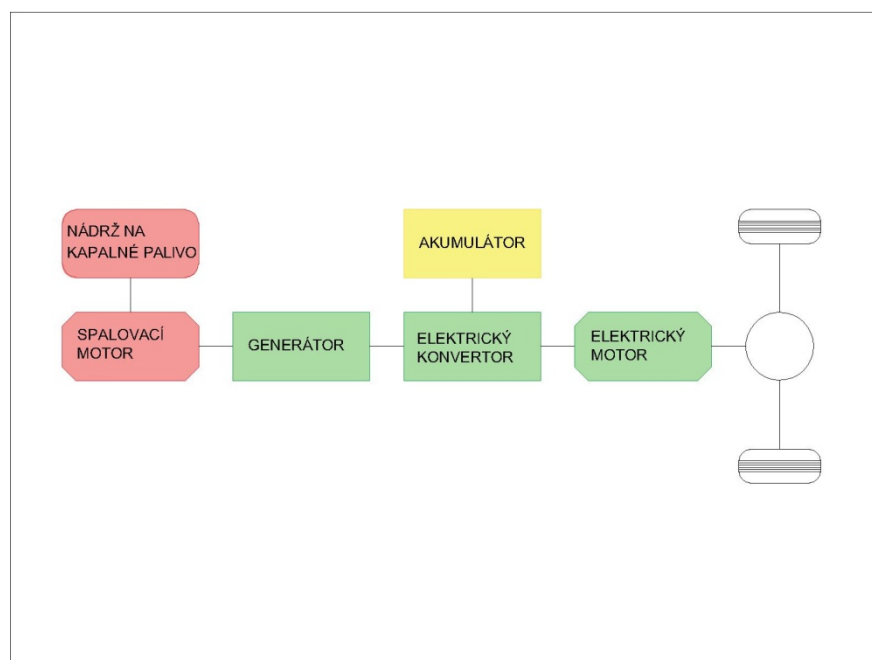 NÁDRŽ NA
KAPALNÉ PALIVO
AKUMULÁTOR
SPALOVACÍ
MOTOR
GENERÁTOR
ELEKTRICKÝ
KONVERTOR
ELEKTRICKÝ
MOTOR